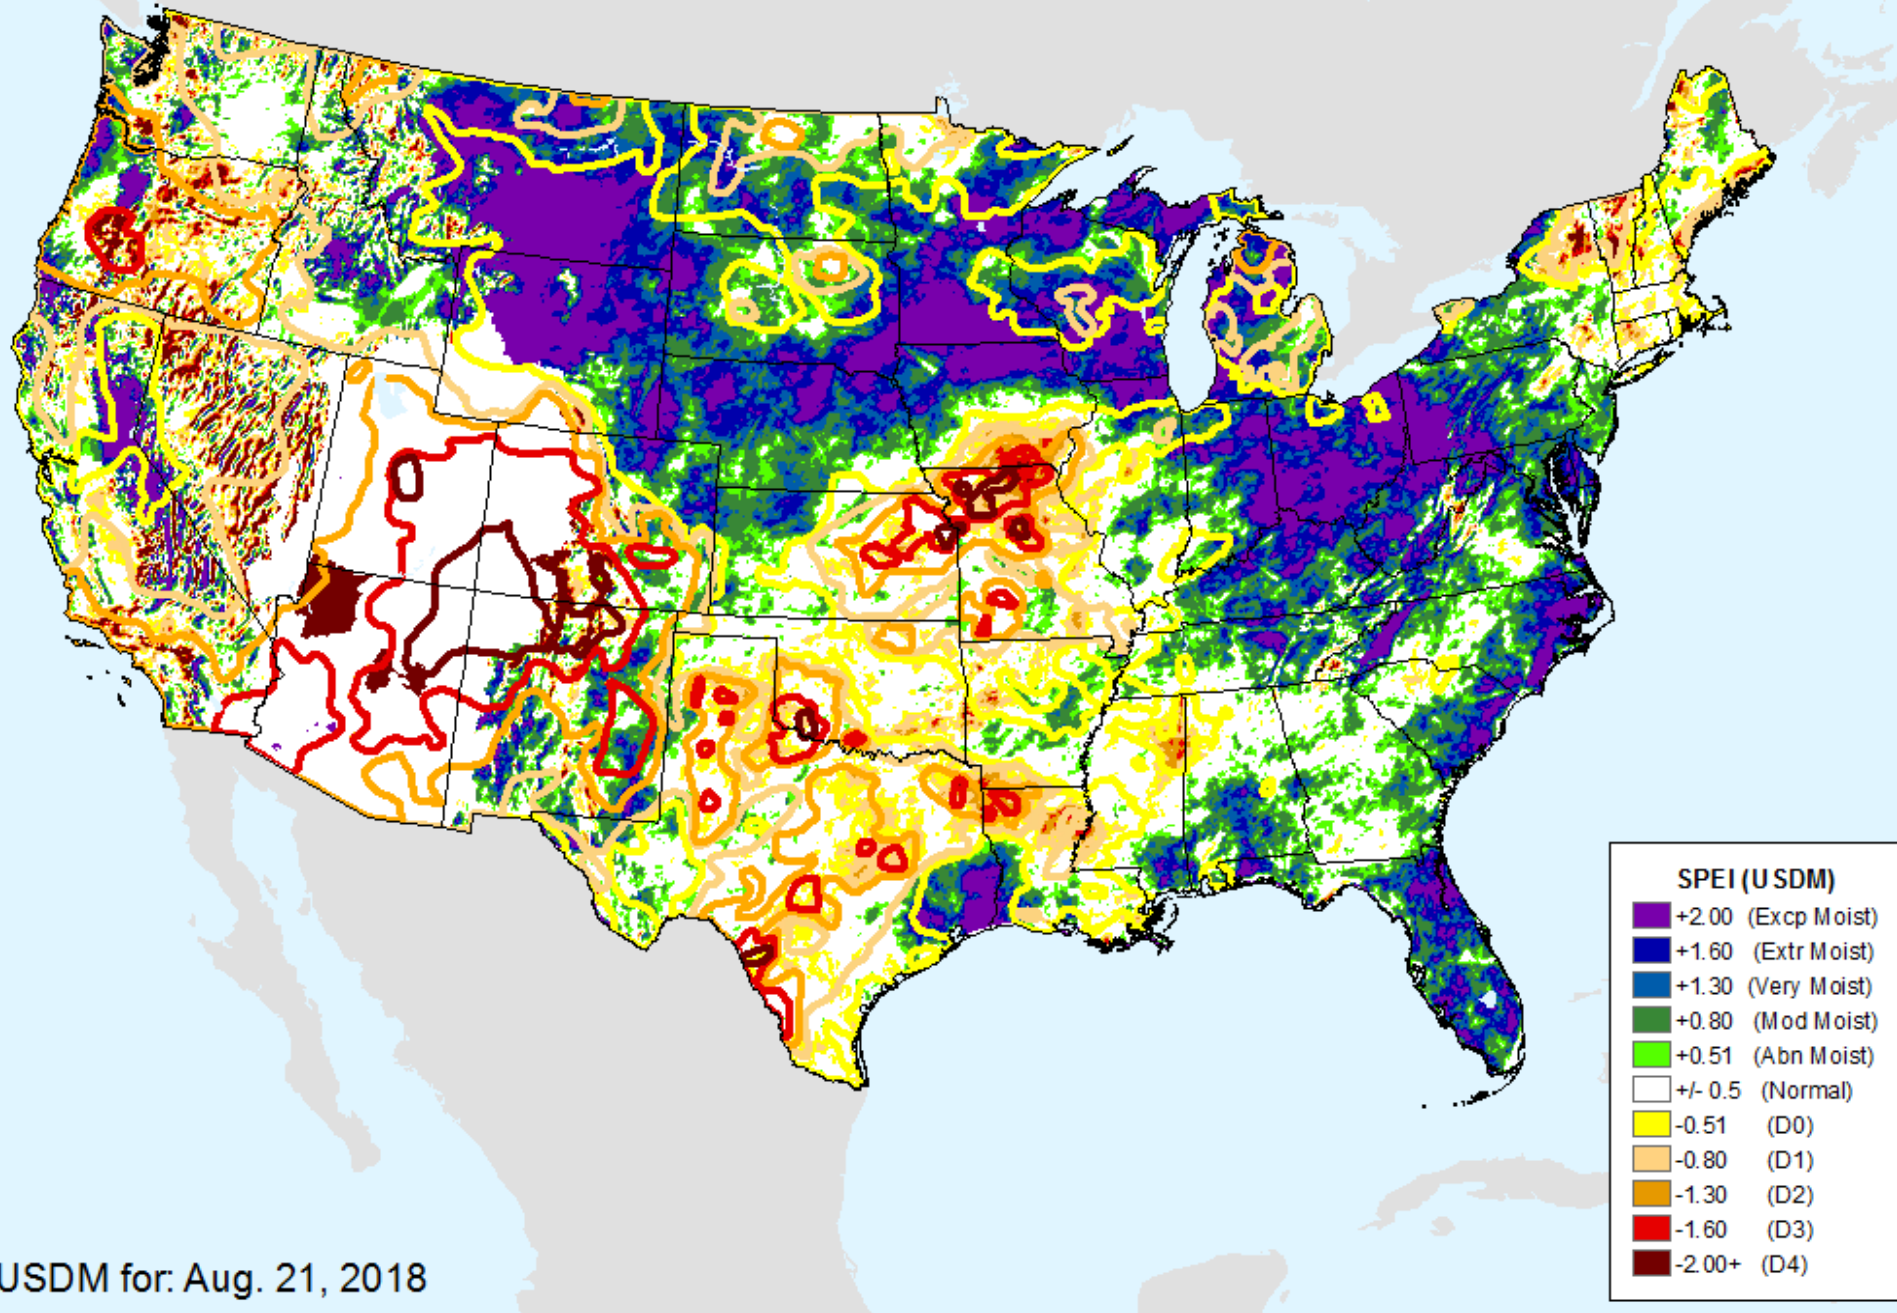 SPEI (USDM)
+2.00 (Excp Moist)
+1.60 (Extr Moist)
+1.30 (Very Moist)
+0.80 (Mod Moist)
+0.51 (Abn Moist)
+/- 0.5 (Normal)
-0.51 (D0)
-0.80 (D1)
-1.30 (D2)
-1.60 (D3)
-2.00+ (D4)
USDM for: Aug. 21, 2018